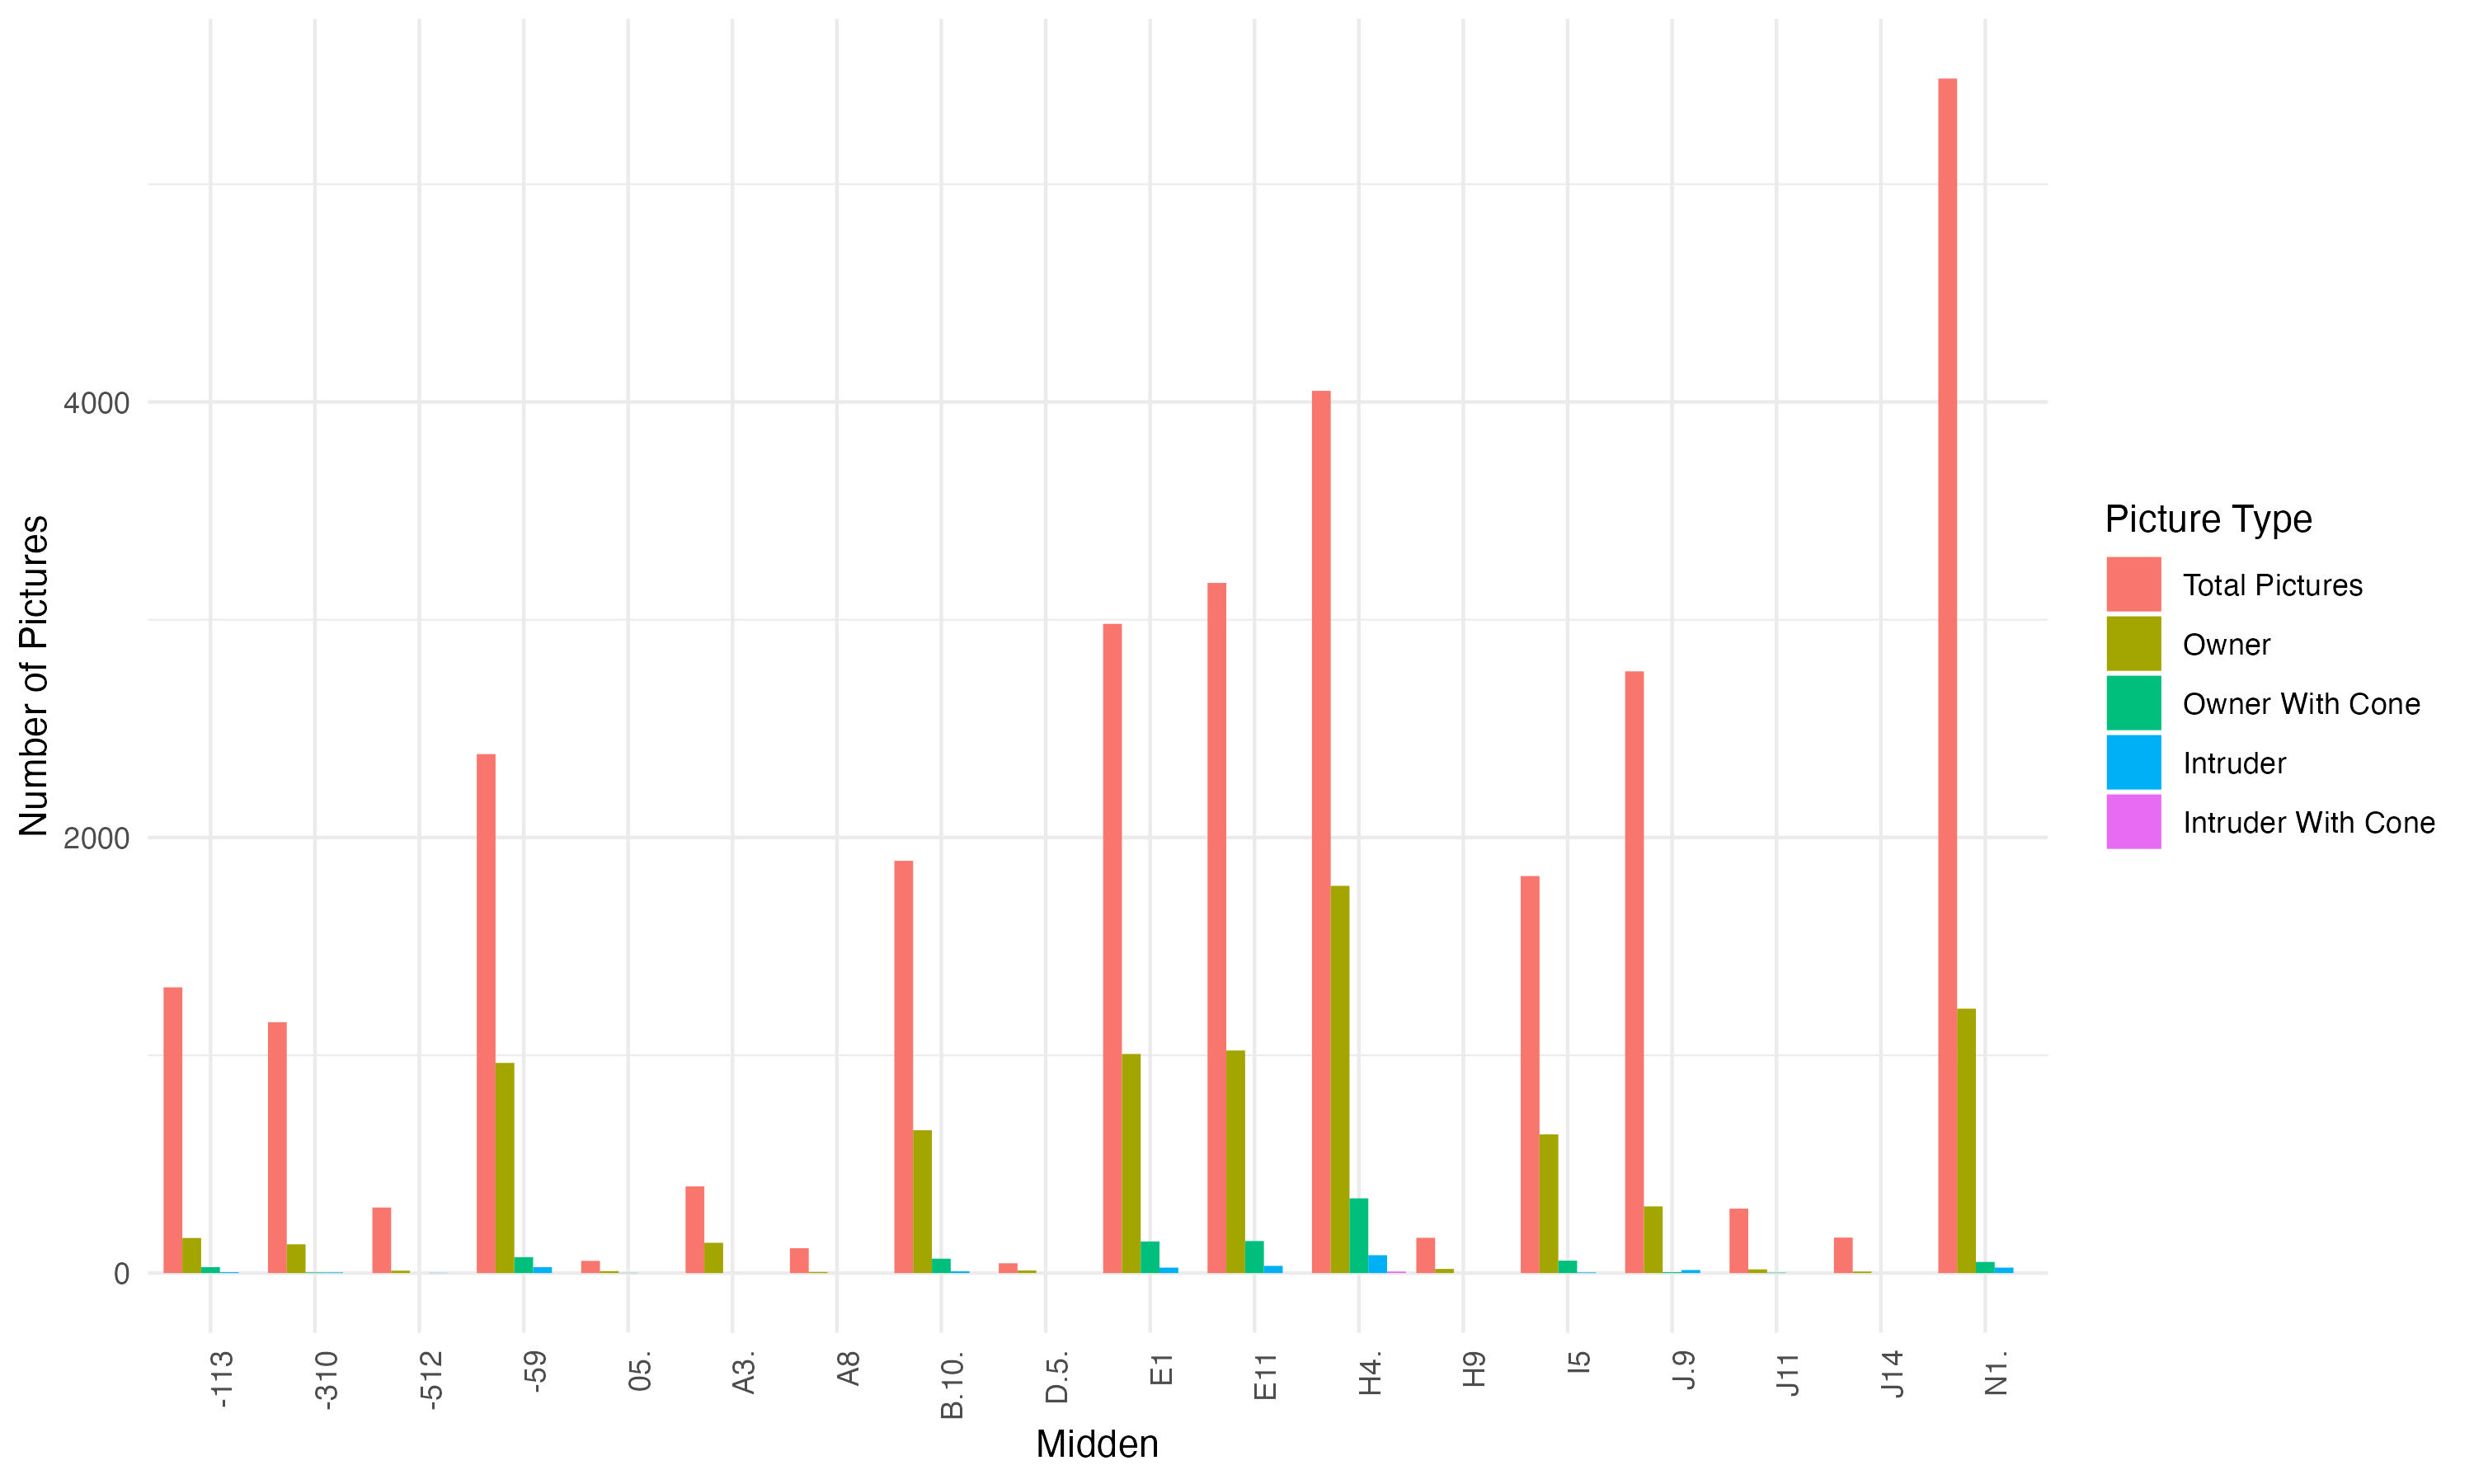 Number of Pictures
4000
2000
0
-113
-310
-512
-59
05.
A3.
A8
B.10.
D.5.
E1
E11
H4.
H9
I5
J.9
J11
J14
N1.
Midden
Picture Type
Total Pictures
Owner
Owner With Cone
Intruder
Intruder With Cone